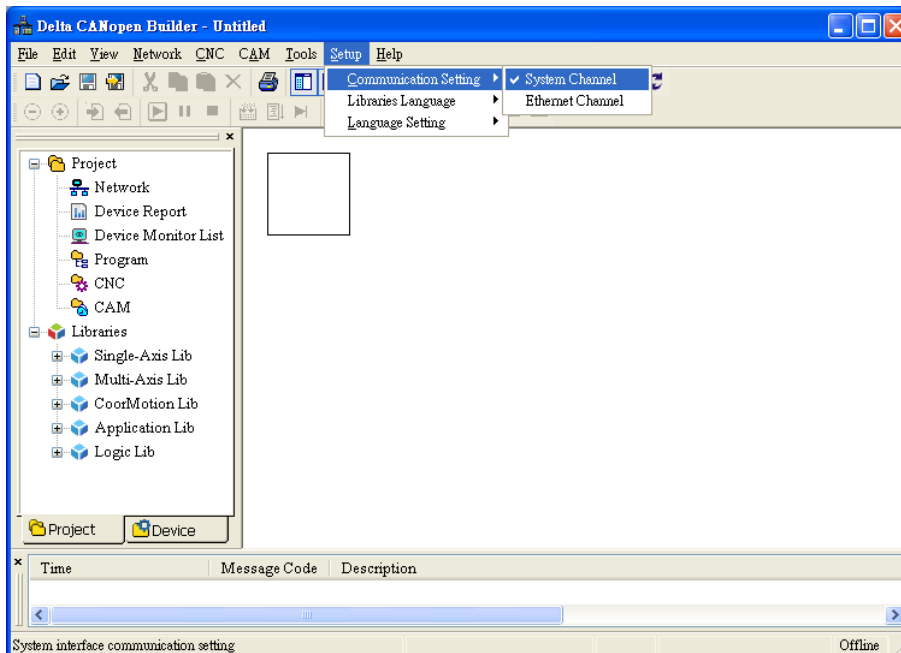 Delta CANopen Builder - Untitled
File Edit View Network CNC CAM Tools Setup Help
Communication Setting
System Channel
Libraries Language
Ethernet Channel
Language Setting
Project
Network
Device Report
Device Monitor List
Program
CNC
CAM
Libraries
Single-Axis Lib
Multi-Axis Lib
CoorMotion Lib
Application Lib
Logic Lib
Project Device
Time Message Code Description
System interface communication setting Offline